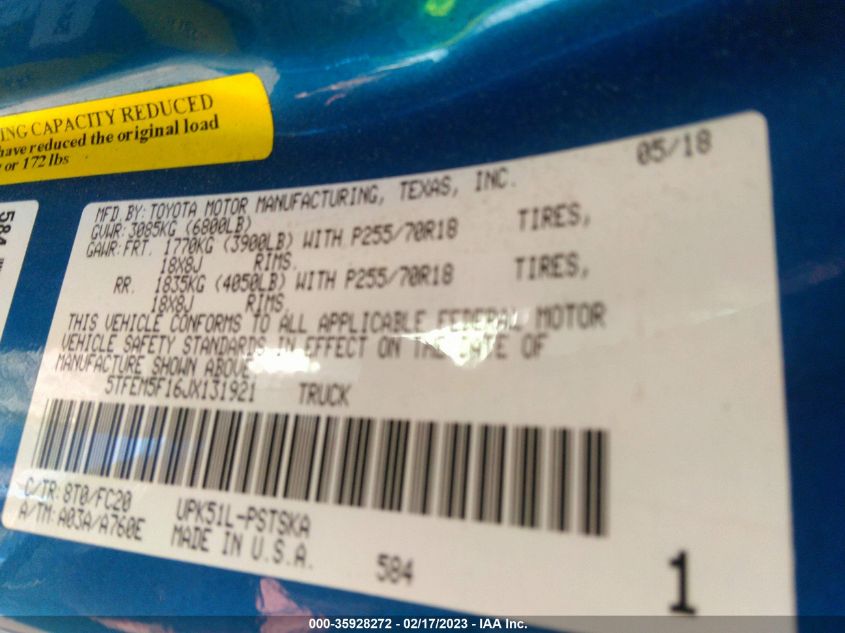 ING CAPACITY REDUCED
have reduced the original load
or 172 lbs
584
05/18
MFD BY: TOYOTA MOTOR MANUFACTURING, TEXAS, INC.
GVWR: 3085KG (6800LB)
GAWR: FRT. 1770KG (3900LB) WITH P255/70R18 TIRES,
18X8J RIMS.
RR. 1835KG (4050LB) WITH P255/70R18 TIRES,
18X8J RIMS.
THIS VEHICLE CONFORMS TO ALL APPLICABLE FEDERAL MOTOR
VEHICLE SAFETY STANDARDS IN EFFECT ON THE DATE OF
MANUFACTURE SHOWN ABOVE.
5TFEM5F16JX131921 TRUCK
C/TR: 8T0/FC20
A/TM: A03A/A760E
UPK51L-PSTSKA
MADE IN U.S.A.
584
1
000-35928272 - 02/17/2023 - IAA Inc.